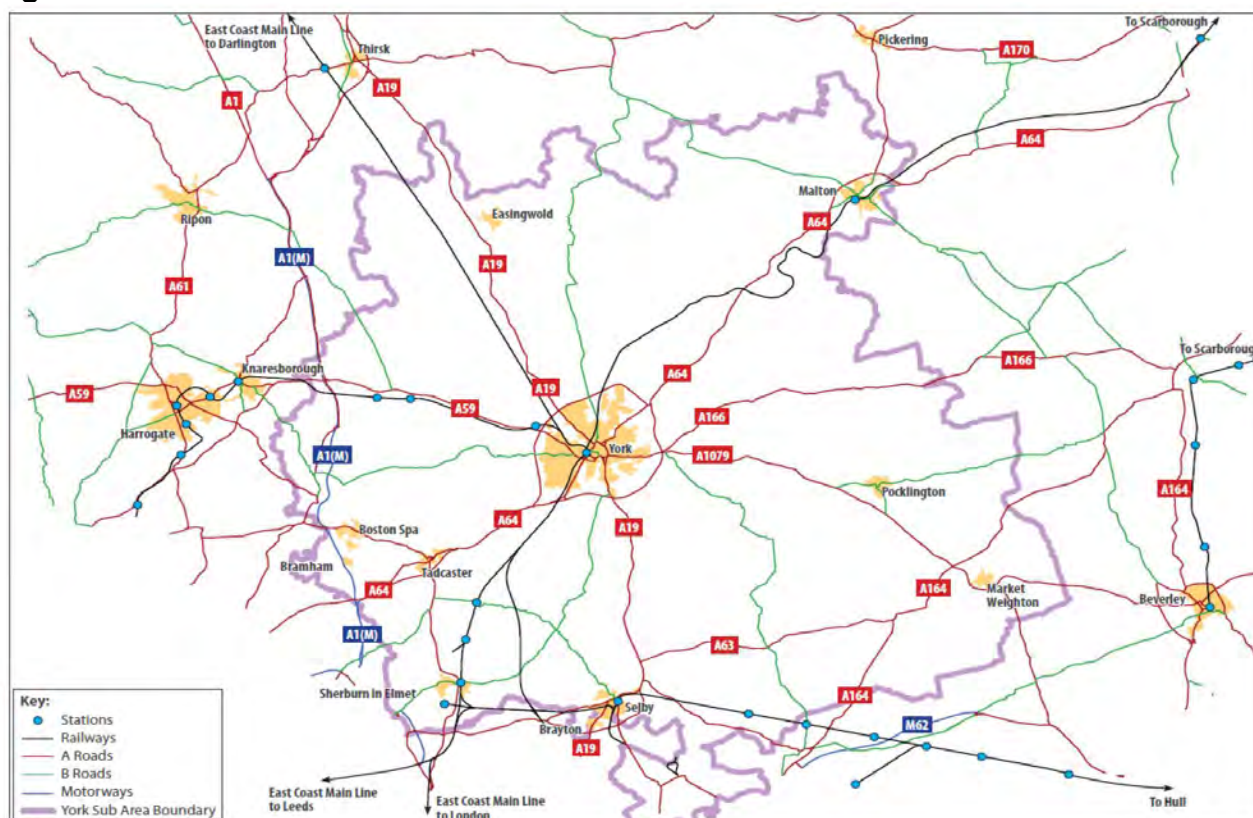 East Coast Main Line
to Darlington
Thirsk
Pickering
To Scarborough
A170
A19
A1
A64
Malton
Ripon
Easingwold
A64
A1(M)
A19
A61
To Scarborough
Knaresborough
A166
A59
A19
A64
A59
A166
Harrogate
A1(M)
York
A1079
Pocklington
A164
A64
A19
Boston Spa
Bramham
Tadcaster
A64
A164
Market
Weighton
Beverley
A1(M)
A63
Sherburn in Elmet
A164
Selby
Brayton
M62
A19
Key:
Stations
Railways
A Roads
B Roads
Motorways
York Sub Area Boundary
East Coast Main Line
to Leeds
East Coast Main Line
to London
To Hull